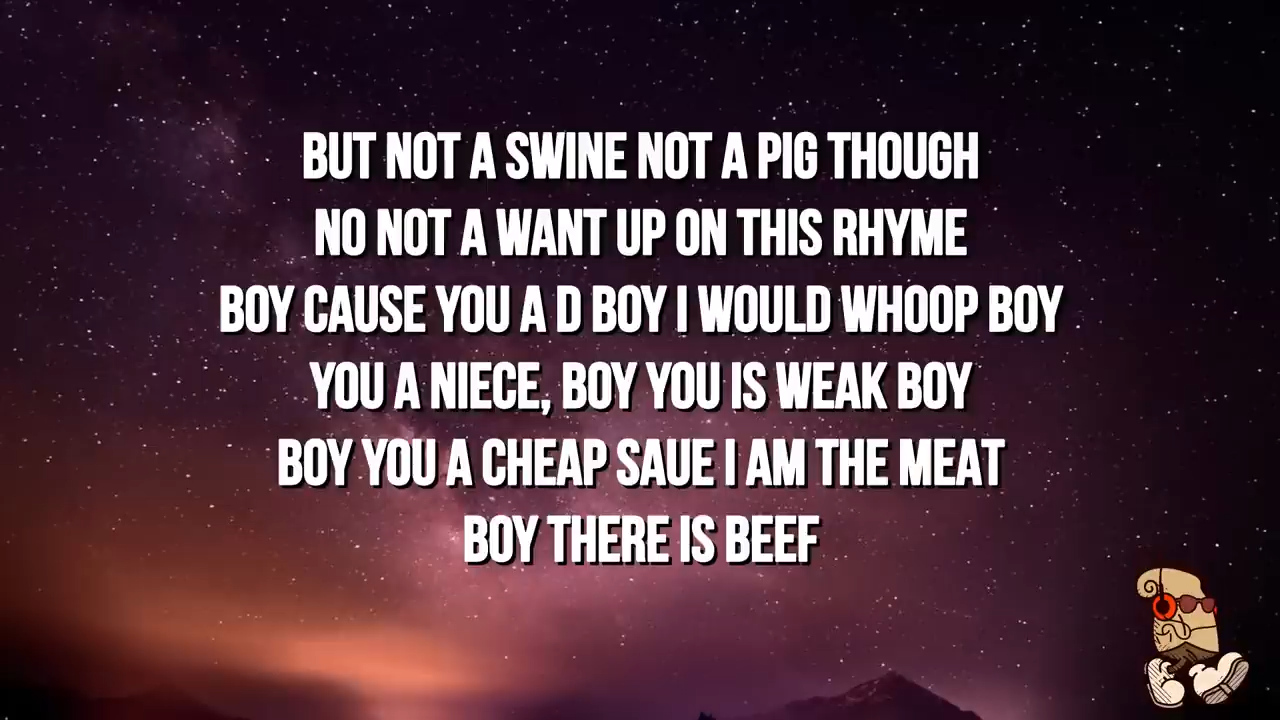 BUT NOT A SWINE NOT A PIG THOUGH
NO NOT A WANT UP ON THIS RHYME
BOY CAUSE YOU A D BOY I WOULD WHOOP BOY
YOU A NIECE, BOY YOU IS WEAK BOY
BOY YOU A CHEAP SAUE I AM THE MEAT
BOY THERE IS BEEF